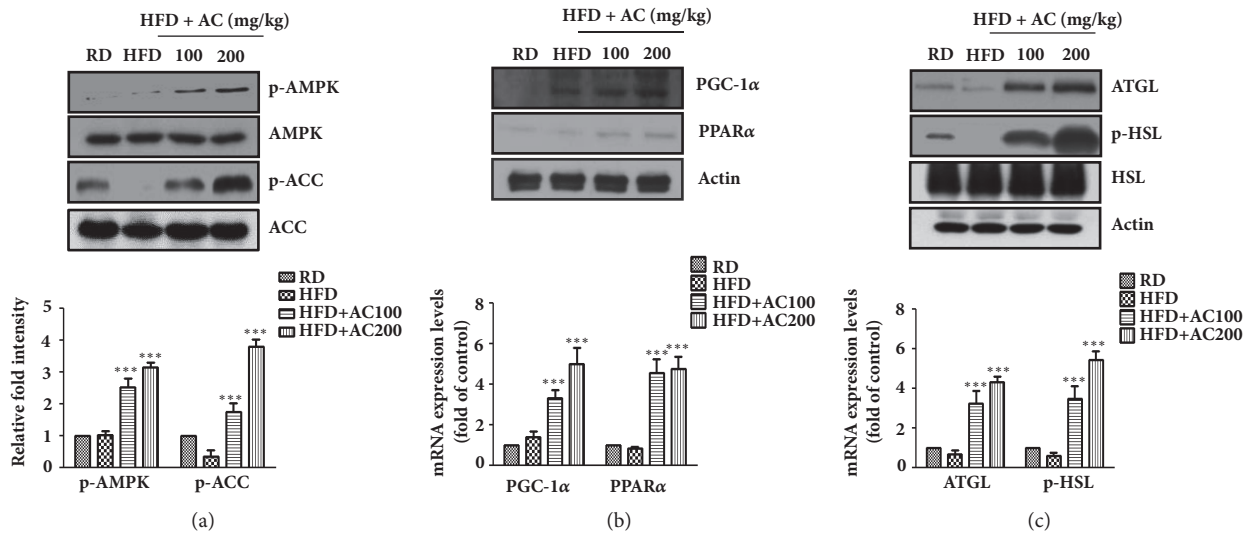 HFD + AC (mg/kg)
RD HFD 100 200
p-AMPK
AMPK
p-ACC
ACC
RD
HFD
HFD+AC100
HFD+AC200
Relative fold intensity
5
4
3
2
1
0
*** *** *** ***
p-AMPK p-ACC
(a)
HFD + AC (mg/kg)
RD HFD 100 200
PGC-1α
PPARα
Actin
RD
HFD
HFD+AC100
HFD+AC200
mRNA expression levels
(fold of control)
8
6
4
2
0
*** *** *** ***
PGC-1α PPARα
(b)
HFD + AC (mg/kg)
RD HFD 100 200
ATGL
p-HSL
HSL
Actin
RD
HFD
HFD+AC100
HFD+AC200
mRNA expression levels
(fold of control)
8
6
4
2
0
*** *** *** ***
ATGL p-HSL
(c)